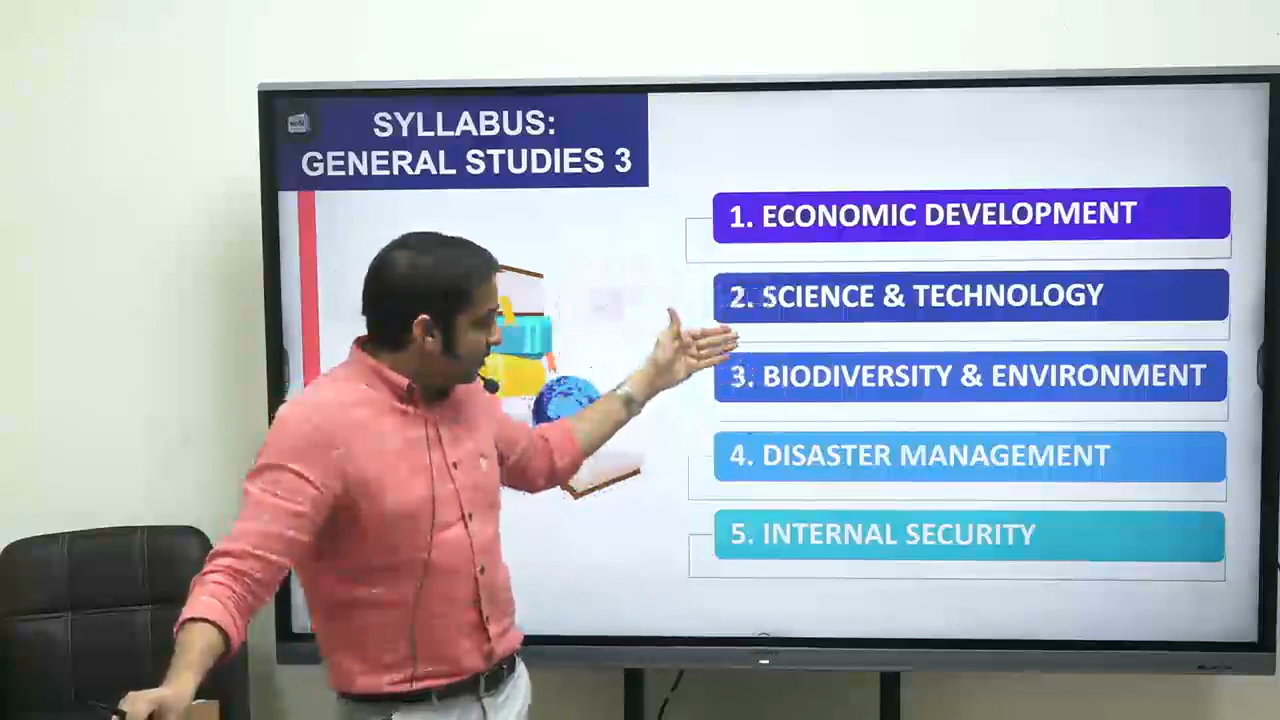 SYLLABUS:
GENERAL STUDIES 3
1. ECONOMIC DEVELOPMENT
2. SCIENCE & TECHNOLOGY
3. BIODIVERSITY & ENVIRONMENT
4. DISASTER MANAGEMENT
5. INTERNAL SECURITY